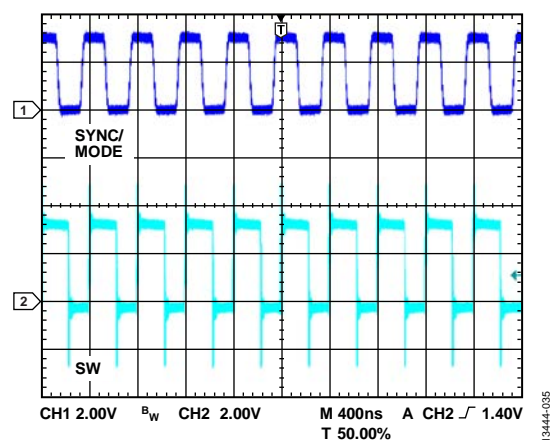 T
1
SYNC/
MODE
2
SW
CH1 2.00V BW CH2 2.00V M 400ns A CH2 1.40V
T 50.00%
3444-035